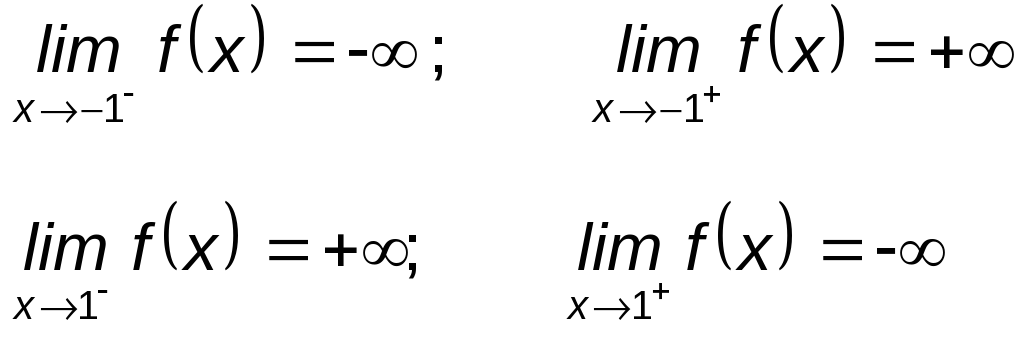 lim f(x) = -∞ ; lim f(x) = +∞
x→−1⁻ x→−1⁺
lim f(x) = +∞; lim f(x) = -∞
x→1⁻ x→1⁺